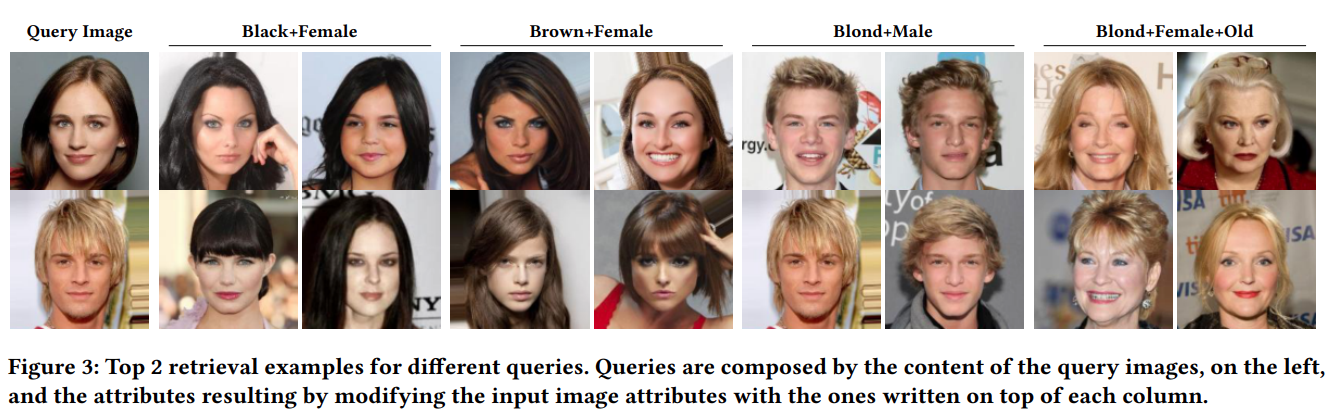 Query Image
Black+Female
Brown+Female
Blond+Male
Blond+Female+Old
Figure 3: Top 2 retrieval examples for different queries. Queries are composed by the content of the query images, on the left,
and the attributes resulting by modifying the input image attributes with the ones written on top of each column.